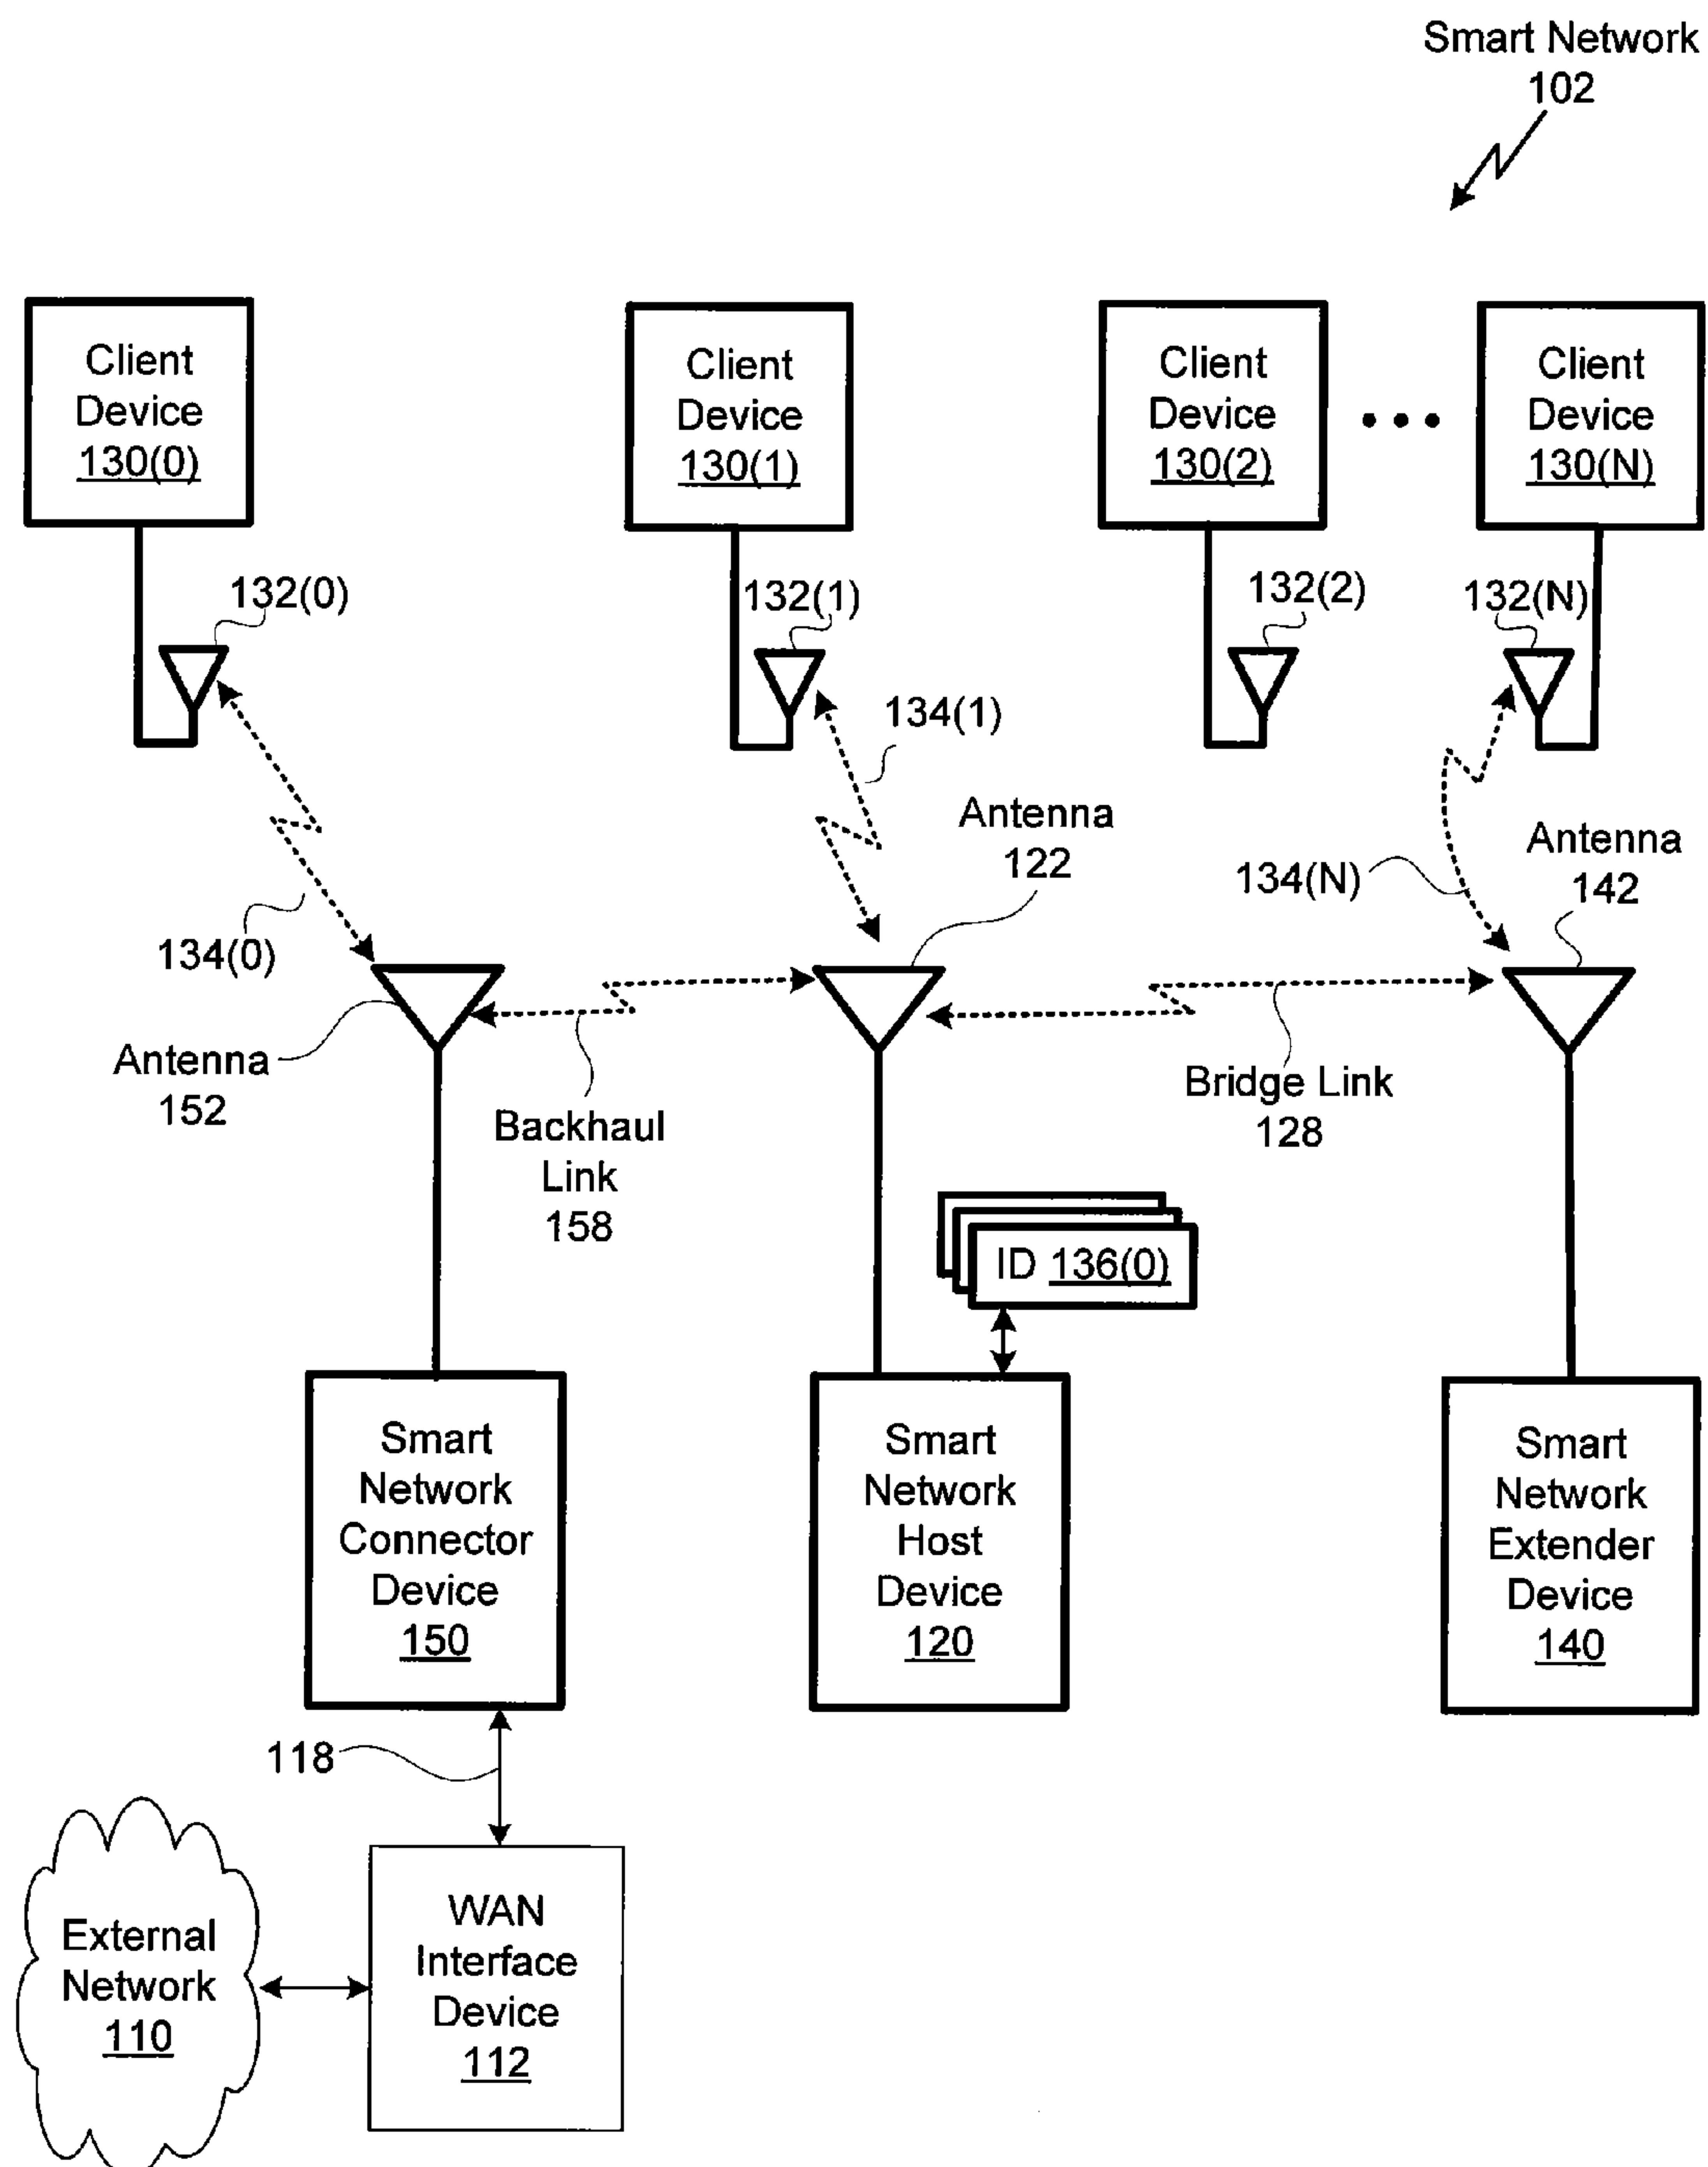 Smart Network
102
Client
Device
130(0)
Client
Device
130(1)
Client
Device
130(2)
Client
Device
130(N)
132(0)
132(1)
132(2)
132(N)
134(1)
Antenna
122
Antenna
142
134(N)
134(0)
Antenna
152
Backhaul
Link
158
Bridge Link
128
ID 136(0)
Smart
Network
Connector
Device
150
Smart
Network
Host
Device
120
Smart
Network
Extender
Device
140
118
External
Network
110
WAN
Interface
Device
112